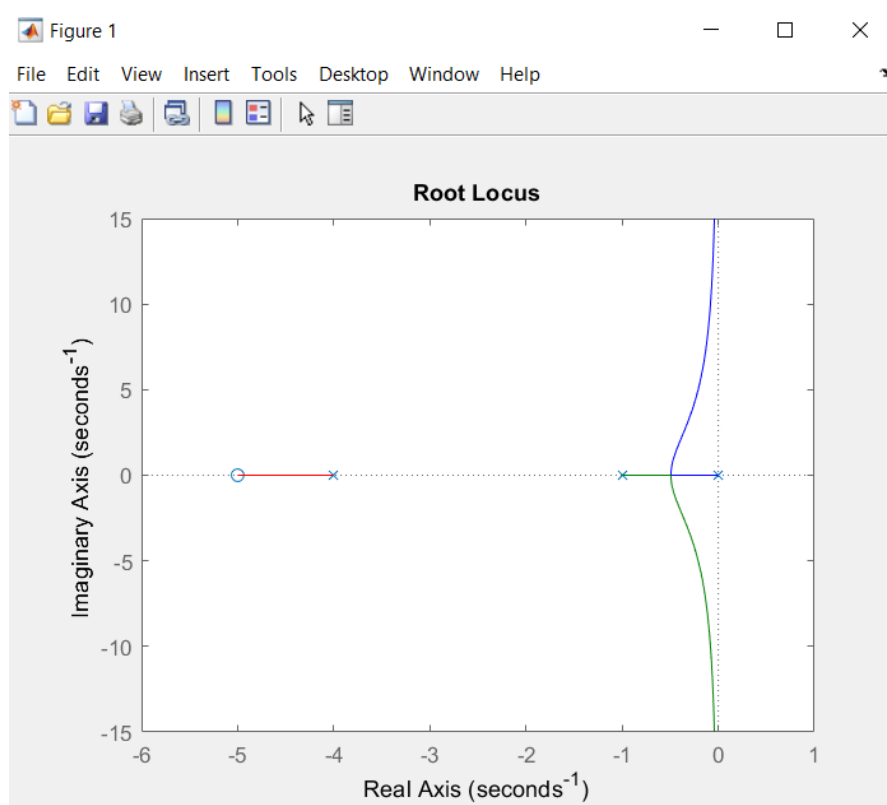 Figure 1
File Edit View Insert Tools Desktop Window Help
Root Locus
15
10
5
0
-5
-10
-15
-6 -5 -4 -3 -2 -1 0 1
Imaginary Axis (seconds⁻¹)
Real Axis (seconds⁻¹)